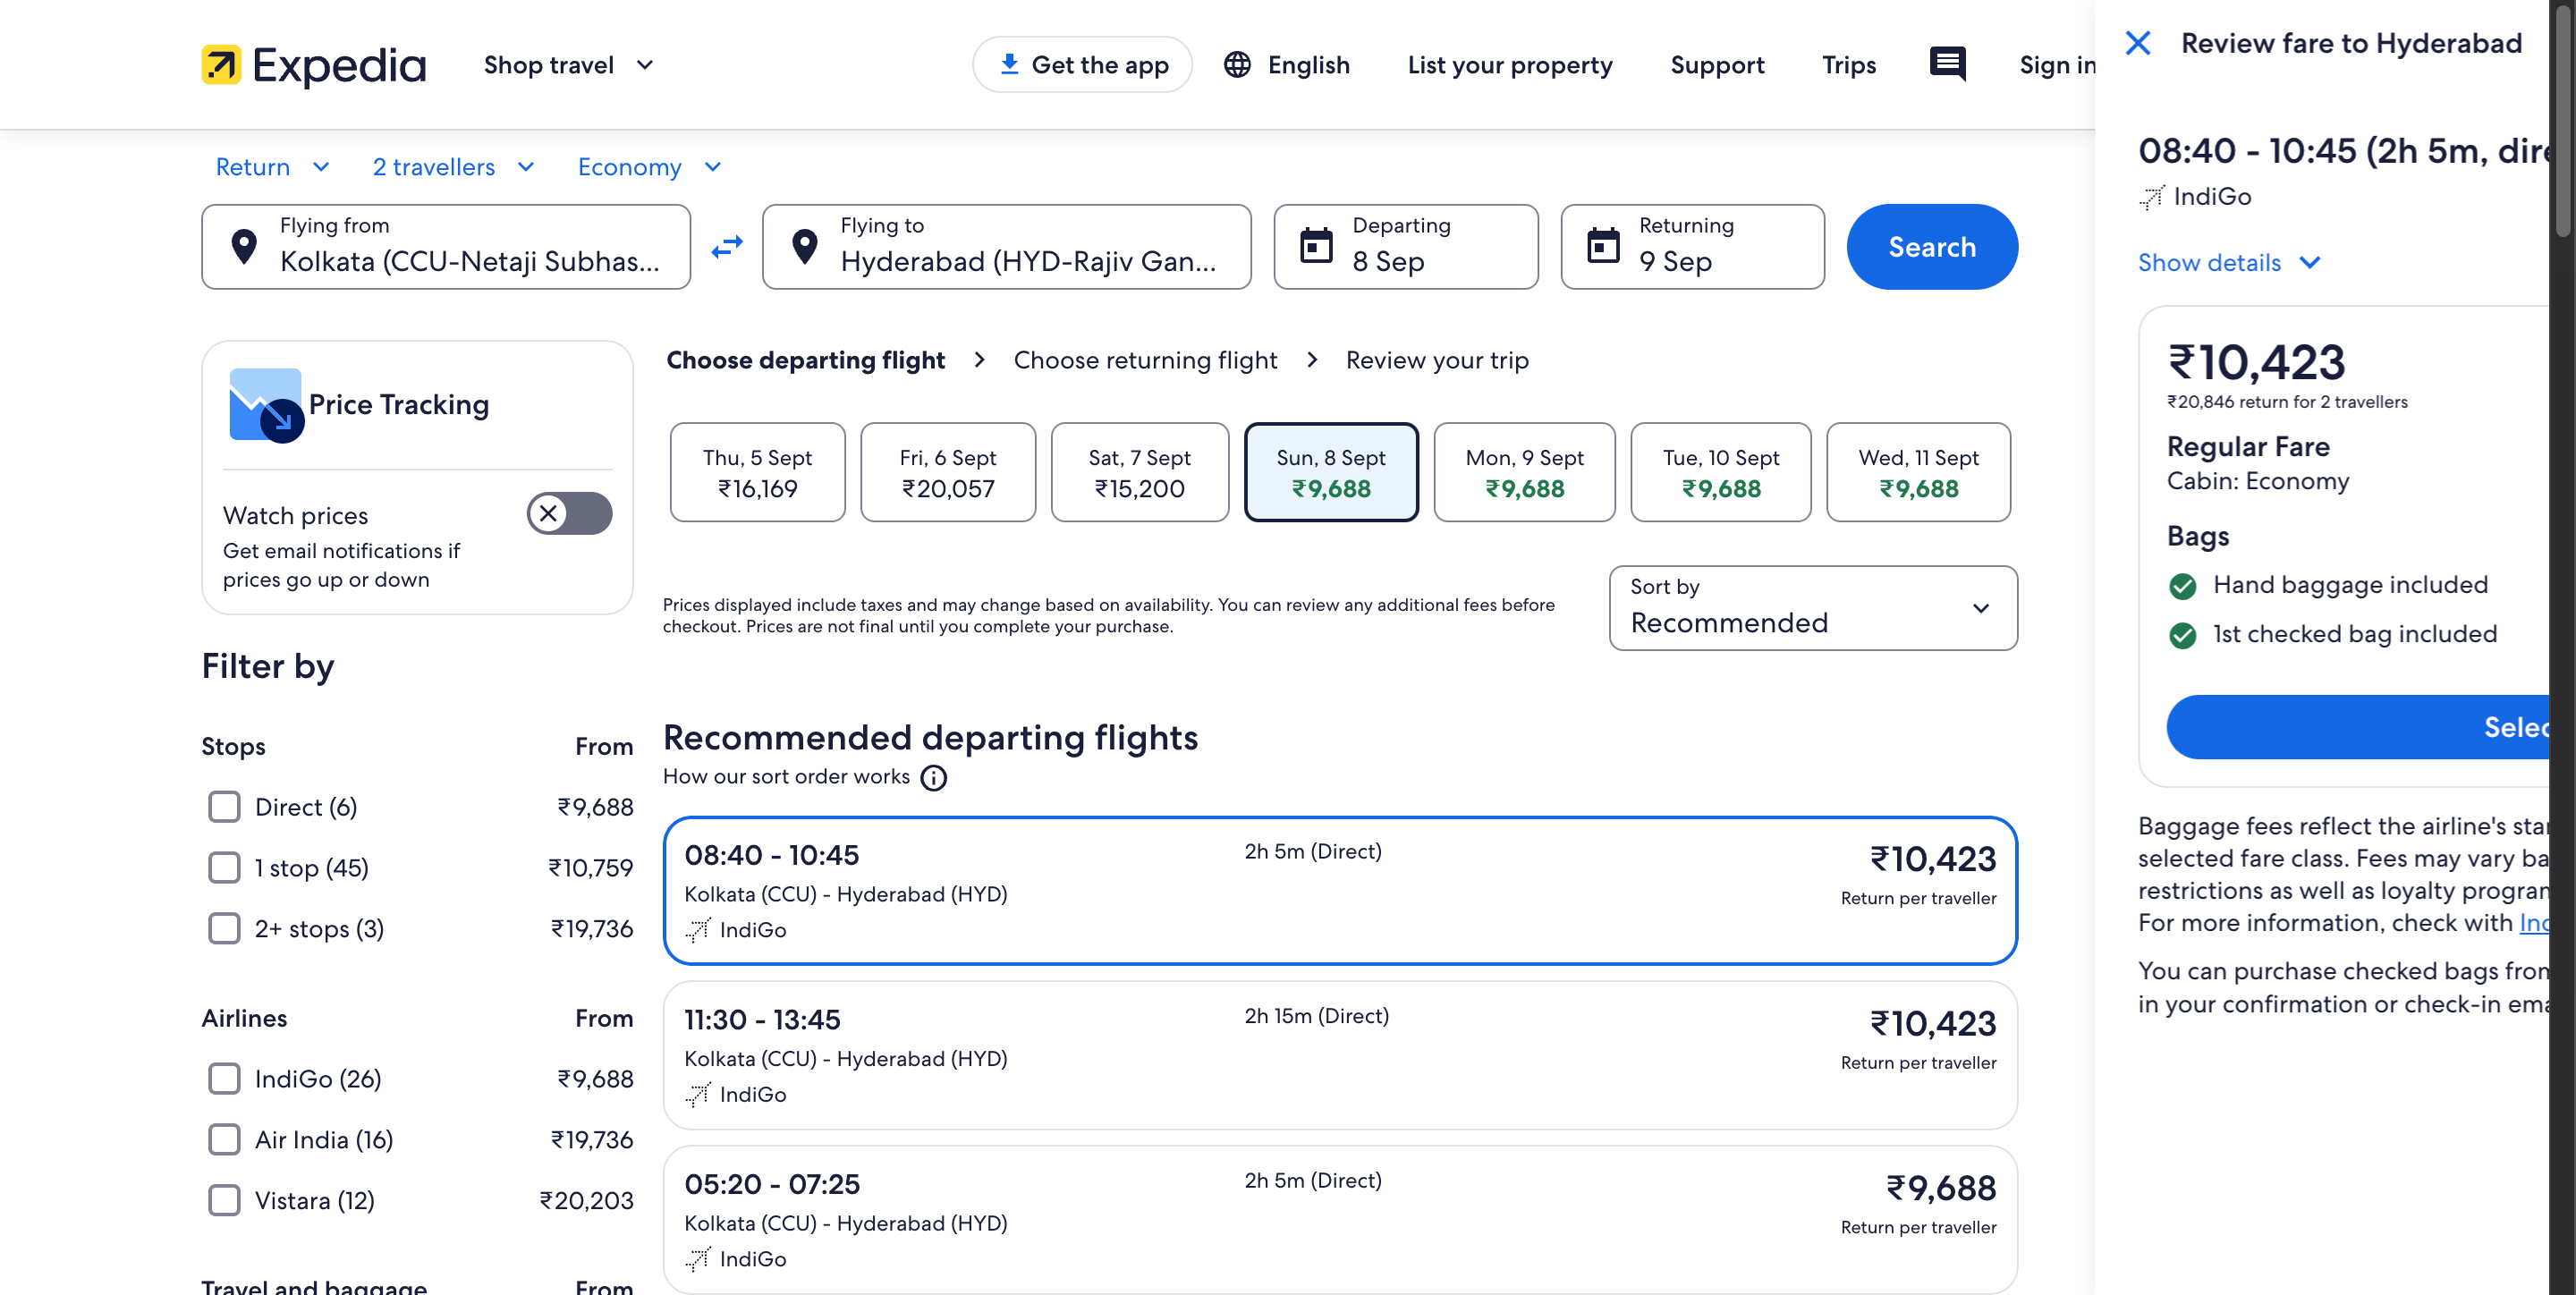 Expedia
Shop travel
Get the app
English
List your property
Support
Trips
Sign in
Return
2 travellers
Economy
Flying from
Kolkata (CCU-Netaji Subhas...
Flying to
Hyderabad (HYD-Rajiv Gan...
Departing
8 Sep
Returning
9 Sep
Search
Price Tracking
Watch prices
Get email notifications if
prices go up or down
Filter by
Stops From
Direct (6) ₹9,688
1 stop (45) ₹10,759
2+ stops (3) ₹19,736
Airlines From
IndiGo (26) ₹9,688
Air India (16) ₹19,736
Vistara (12) ₹20,203
Travel and baggage From
Choose departing flight
Choose returning flight
Review your trip
Thu, 5 Sept
₹16,169
Fri, 6 Sept
₹20,057
Sat, 7 Sept
₹15,200
Sun, 8 Sept
₹9,688
Mon, 9 Sept
₹9,688
Tue, 10 Sept
₹9,688
Wed, 11 Sept
₹9,688
Prices displayed include taxes and may change based on availability. You can review any additional fees before
checkout. Prices are not final until you complete your purchase.
Sort by
Recommended
Recommended departing flights
How our sort order works
08:40 - 10:45 2h 5m (Direct) ₹10,423
Kolkata (CCU) - Hyderabad (HYD) Return per traveller
IndiGo
11:30 - 13:45 2h 15m (Direct) ₹10,423
Kolkata (CCU) - Hyderabad (HYD) Return per traveller
IndiGo
05:20 - 07:25 2h 5m (Direct) ₹9,688
Kolkata (CCU) - Hyderabad (HYD) Return per traveller
IndiGo
Review fare to Hyderabad
08:40 - 10:45 (2h 5m, dire
IndiGo
Show details
₹10,423
₹20,846 return for 2 travellers
Regular Fare
Cabin: Economy
Bags
Hand baggage included
1st checked bag included
Selec
Baggage fees reflect the airline's star
selected fare class. Fees may vary ba
restrictions as well as loyalty program
For more information, check with Ind
You can purchase checked bags from
in your confirmation or check-in ema